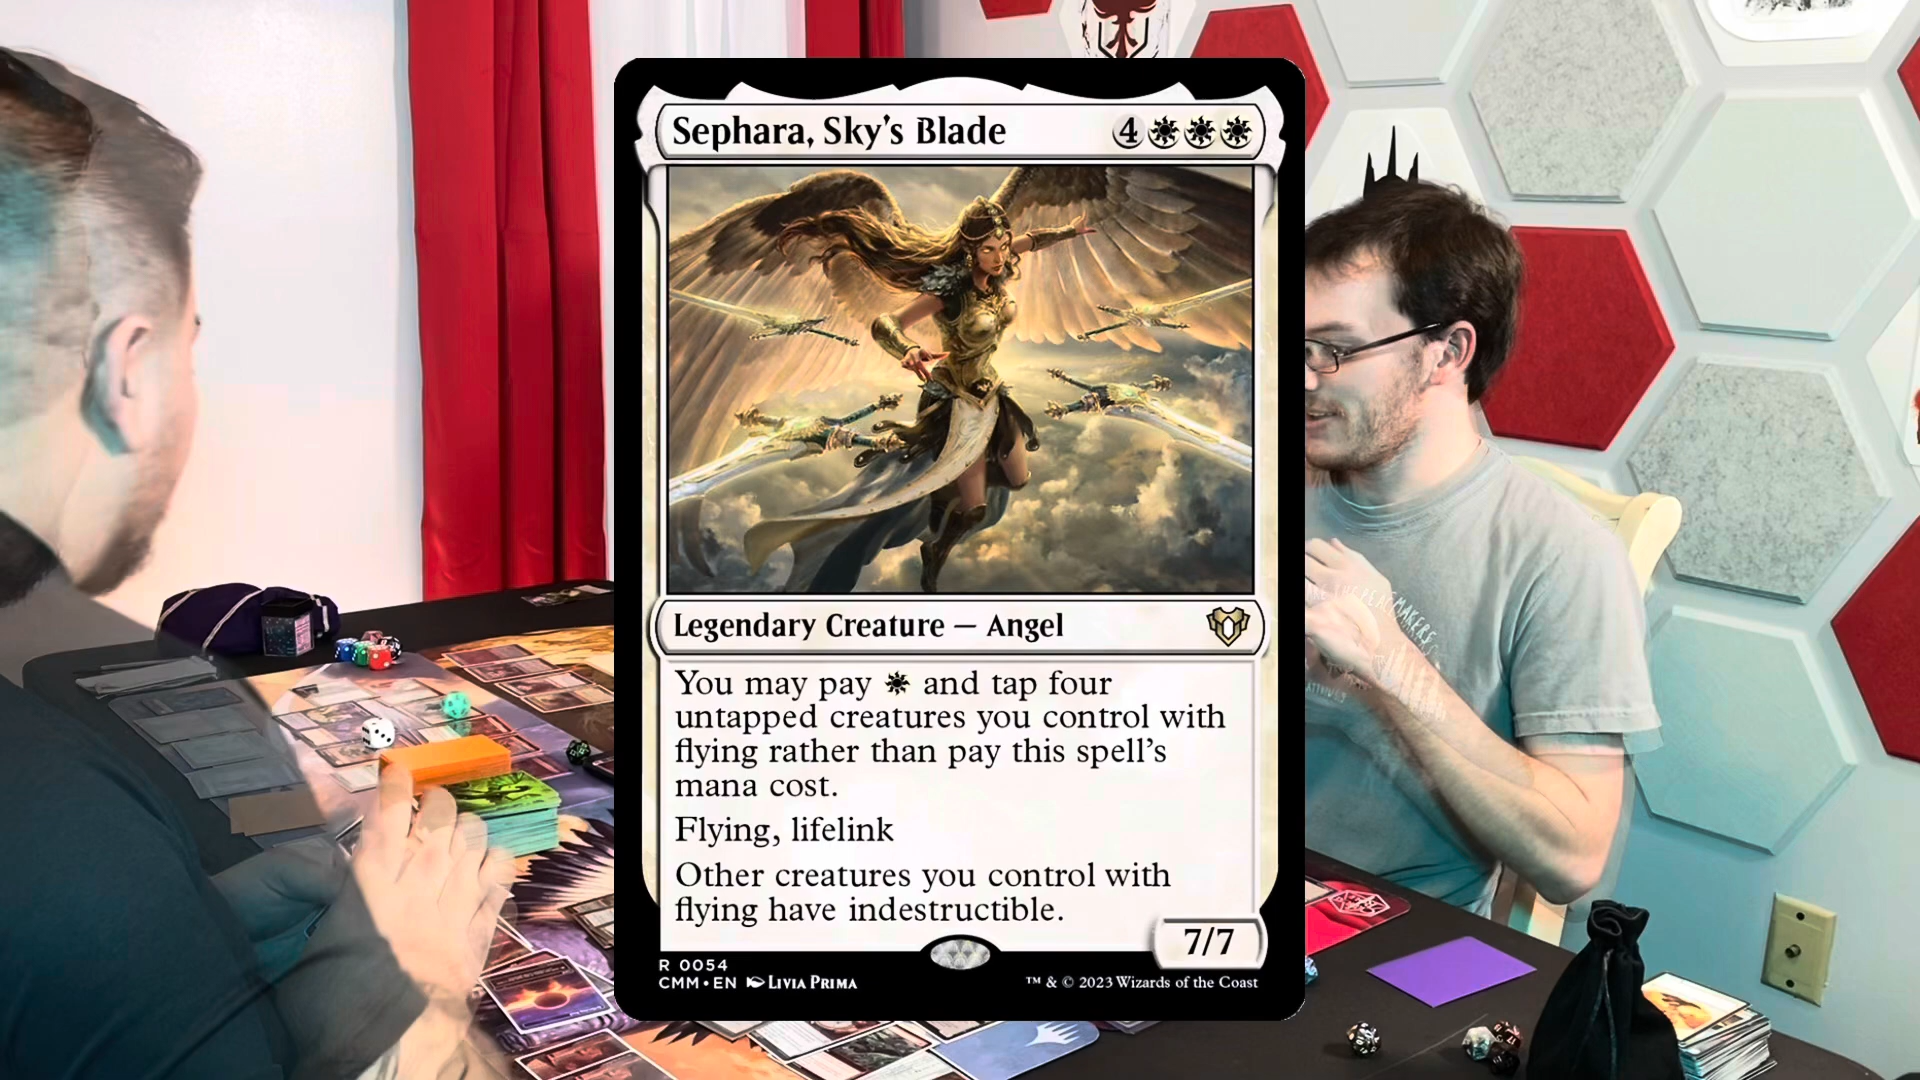 Sephara, Sky's Blade 4
Legendary Creature — Angel
You may pay and tap four
untapped creatures you control with
flying rather than pay this spell's
mana cost.
Flying, lifelink
Other creatures you control with
flying have indestructible.
7/7
R 0054
CMM • EN LIVIA PRIMA
™ & © 2023 Wizards of the Coast
THE PEACMAKERS